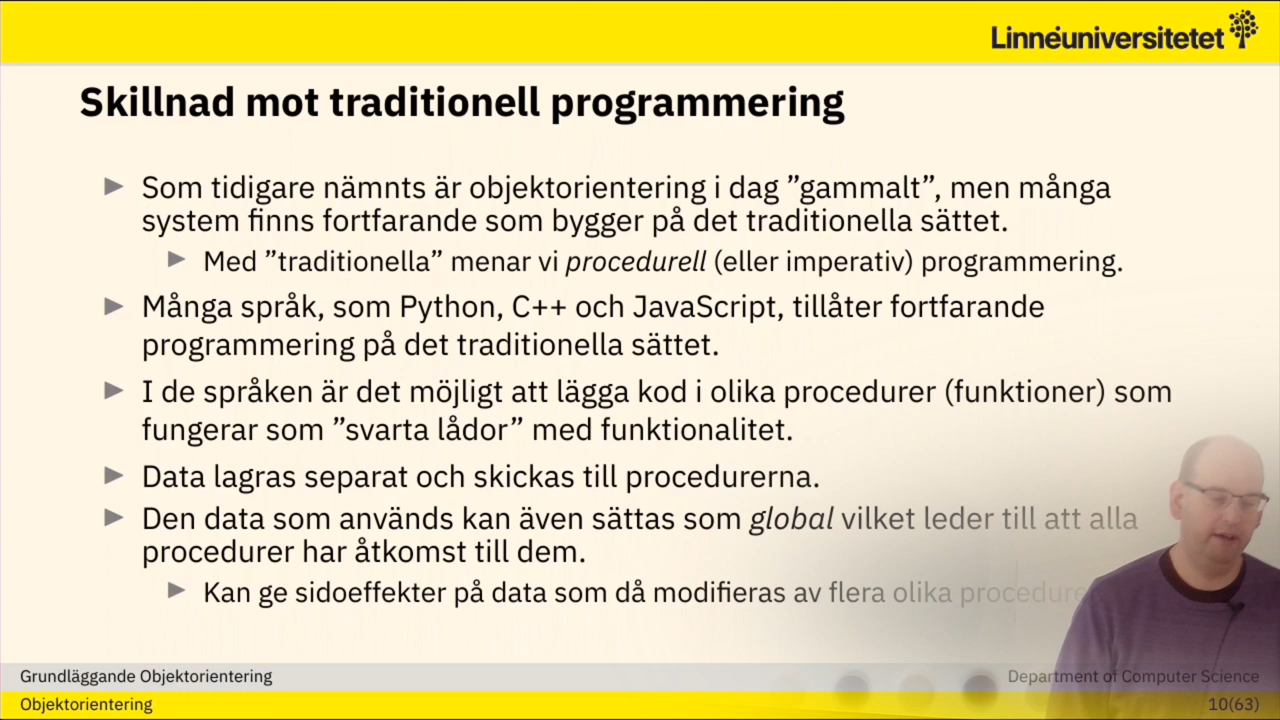 Linnéuniversitetet
Skillnad mot traditionell programmering
Som tidigare nämnts är objektorientering i dag ”gammalt”, men många
system finns fortfarande som bygger på det traditionella sättet.
Med ”traditionella” menar vi procedurell (eller imperativ) programmering.
Många språk, som Python, C++ och JavaScript, tillåter fortfarande
programmering på det traditionella sättet.
I de språken är det möjligt att lägga kod i olika procedurer (funktioner) som
fungerar som ”svarta lådor” med funktionalitet.
Data lagras separat och skickas till procedurerna.
Den data som används kan även sättas som global vilket leder till att alla
procedurer har åtkomst till dem.
Kan ge sidoeffekter på data som då modifieras av flera olika
Grundläggande Objektorientering
Department of Computer Science
Objektorientering
10(63)